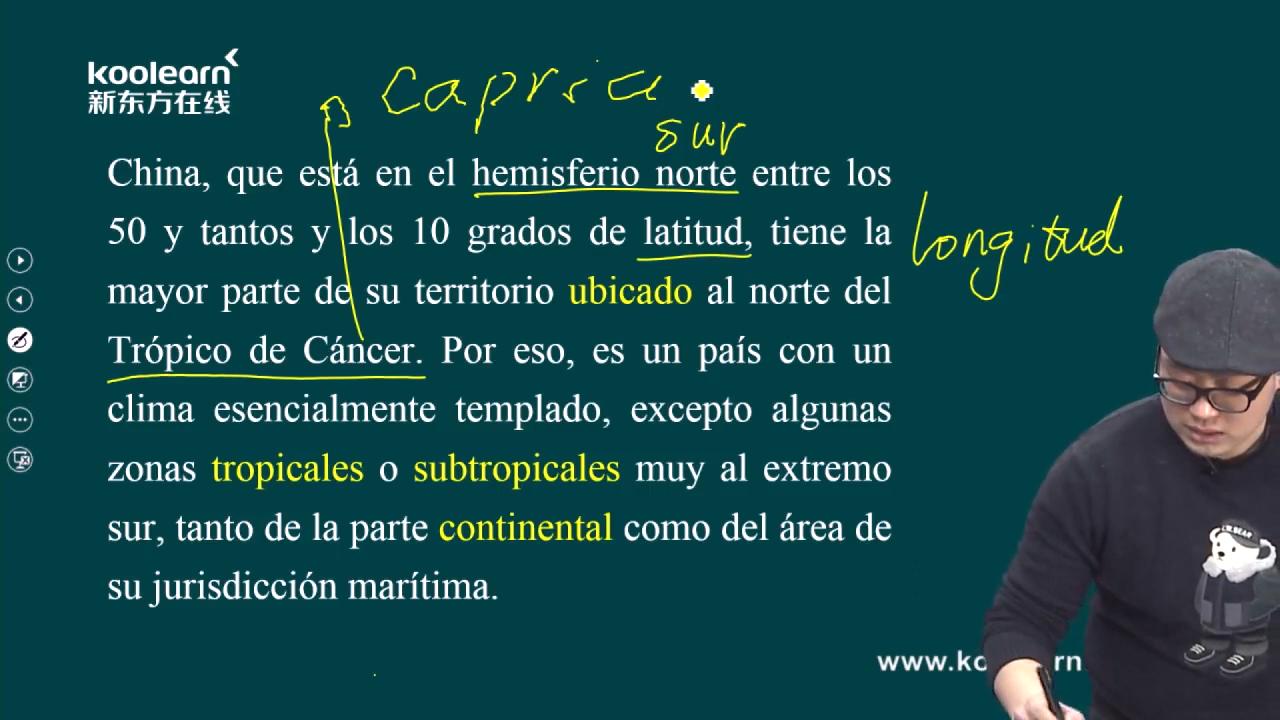 koolearn
新东方在线
Capric
sur
China, que está en el hemisferio norte entre los
50 y tantos y los 10 grados de latitud, tiene la
longitud
mayor parte de su territorio ubicado al norte del
Trópico de Cáncer. Por eso, es un país con un
clima esencialmente templado, excepto algunas
zonas tropicales o subtropicales muy al extremo
sur, tanto de la parte continental como del área de
su jurisdicción marítima.